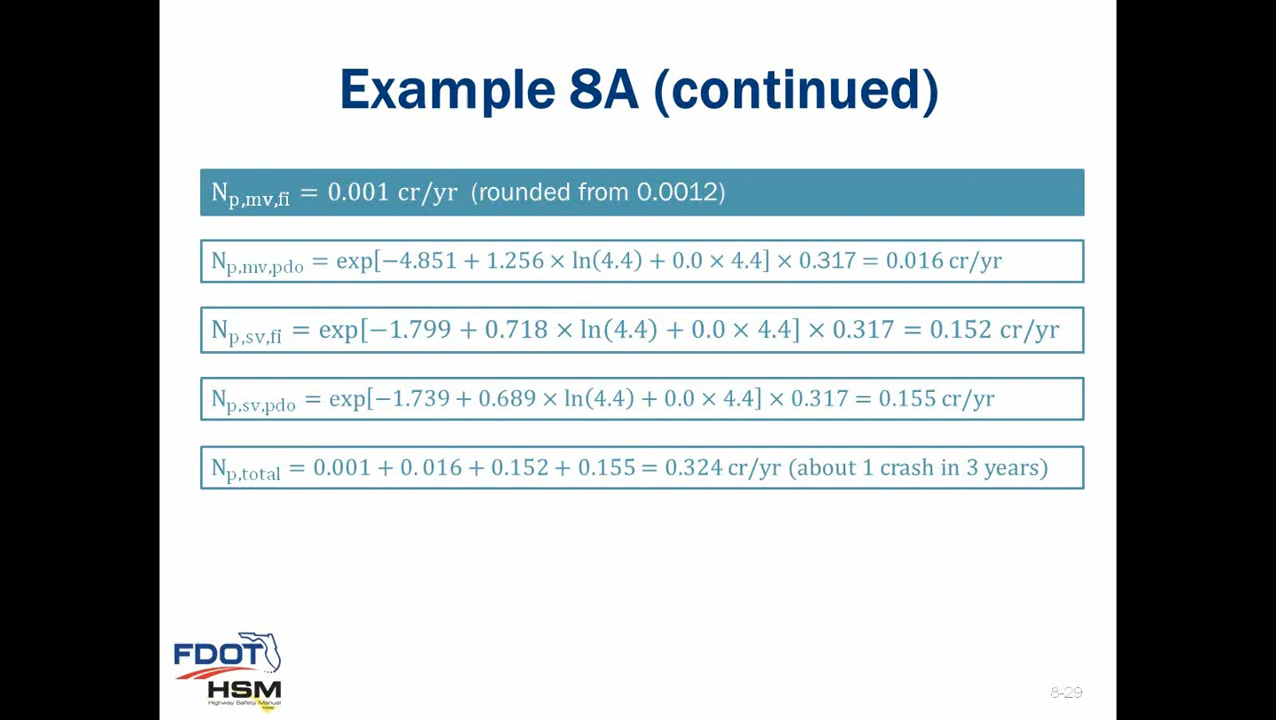 Example 8A (continued)
Np,mv,fi = 0.001 cr/yr (rounded from 0.0012)
Np,mv,pdo = exp[−4.851 + 1.256 × ln(4.4) + 0.0 × 4.4] × 0.317 = 0.016 cr/yr
Np,sv,fi = exp[−1.799 + 0.718 × ln(4.4) + 0.0 × 4.4] × 0.317 = 0.152 cr/yr
Np,sv,pdo = exp[−1.739 + 0.689 × ln(4.4) + 0.0 × 4.4] × 0.317 = 0.155 cr/yr
Np,total = 0.001 + 0.016 + 0.152 + 0.155 = 0.324 cr/yr (about 1 crash in 3 years)
FDOT
HSM
Highway Safety Manual
8-29